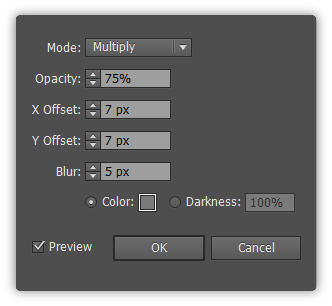 Mode: Multiply
Opacity: 75%
X Offset: 7 px
Y Offset: 7 px
Blur: 5 px
Color: Darkness: 100%
Preview OK Cancel